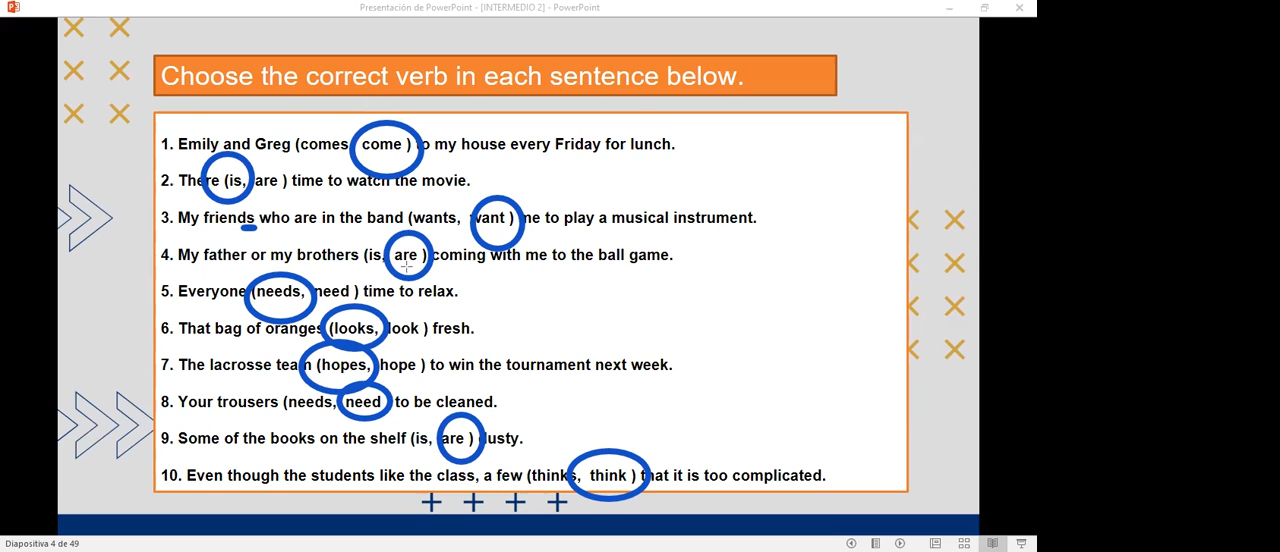 Presentación de PowerPoint - [INTERMEDIO 2] - PowerPoint
Choose the correct verb in each sentence below.
1. Emily and Greg (comes, come ) to my house every Friday for lunch.
2. There (is, are ) time to watch the movie.
3. My friends who are in the band (wants, want ) me to play a musical instrument.
4. My father or my brothers (is, are ) coming with me to the ball game.
5. Everyone (needs, need ) time to relax.
6. That bag of oranges (looks, look ) fresh.
7. The lacrosse team (hopes, hope ) to win the tournament next week.
8. Your trousers (needs, need ) to be cleaned.
9. Some of the books on the shelf (is, are ) dusty.
10. Even though the students like the class, a few (thinks, think ) that it is too complicated.
Diapositiva 4 de 49